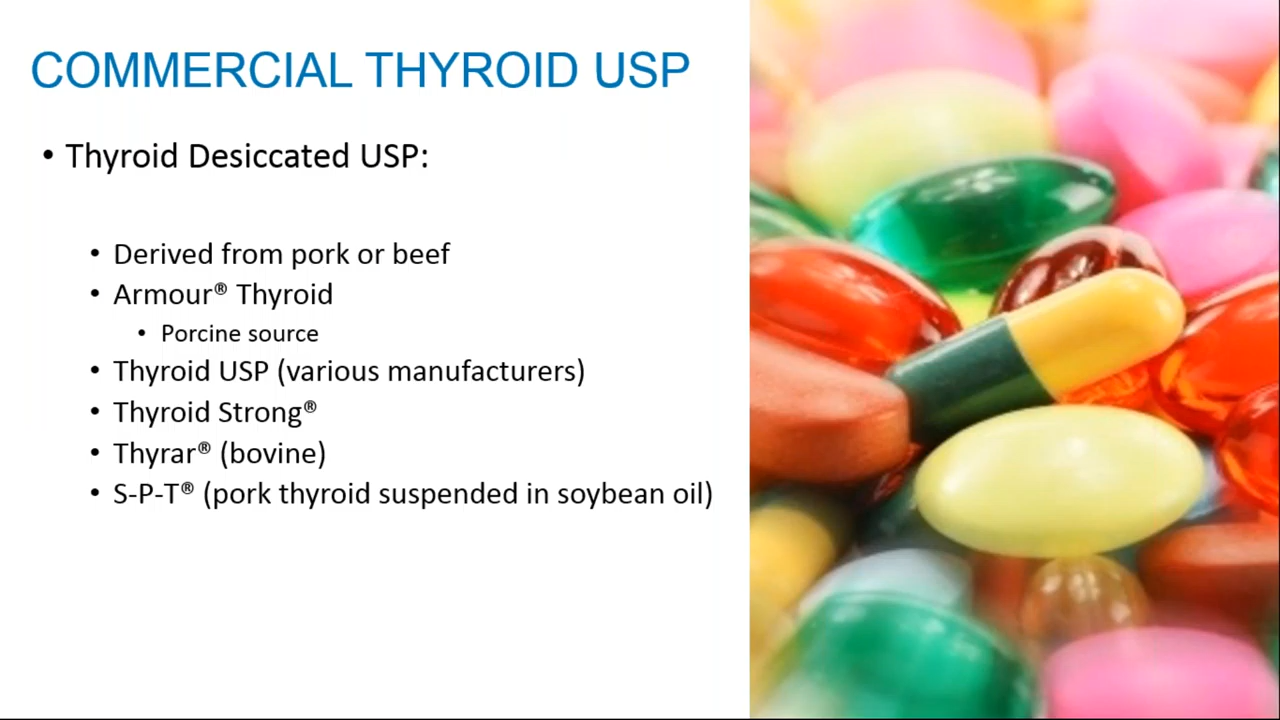 COMMERCIAL THYROID USP
• Thyroid Desiccated USP:
• Derived from pork or beef
• Armour® Thyroid
• Porcine source
• Thyroid USP (various manufacturers)
• Thyroid Strong®
• Thyrar® (bovine)
• S-P-T® (pork thyroid suspended in soybean oil)